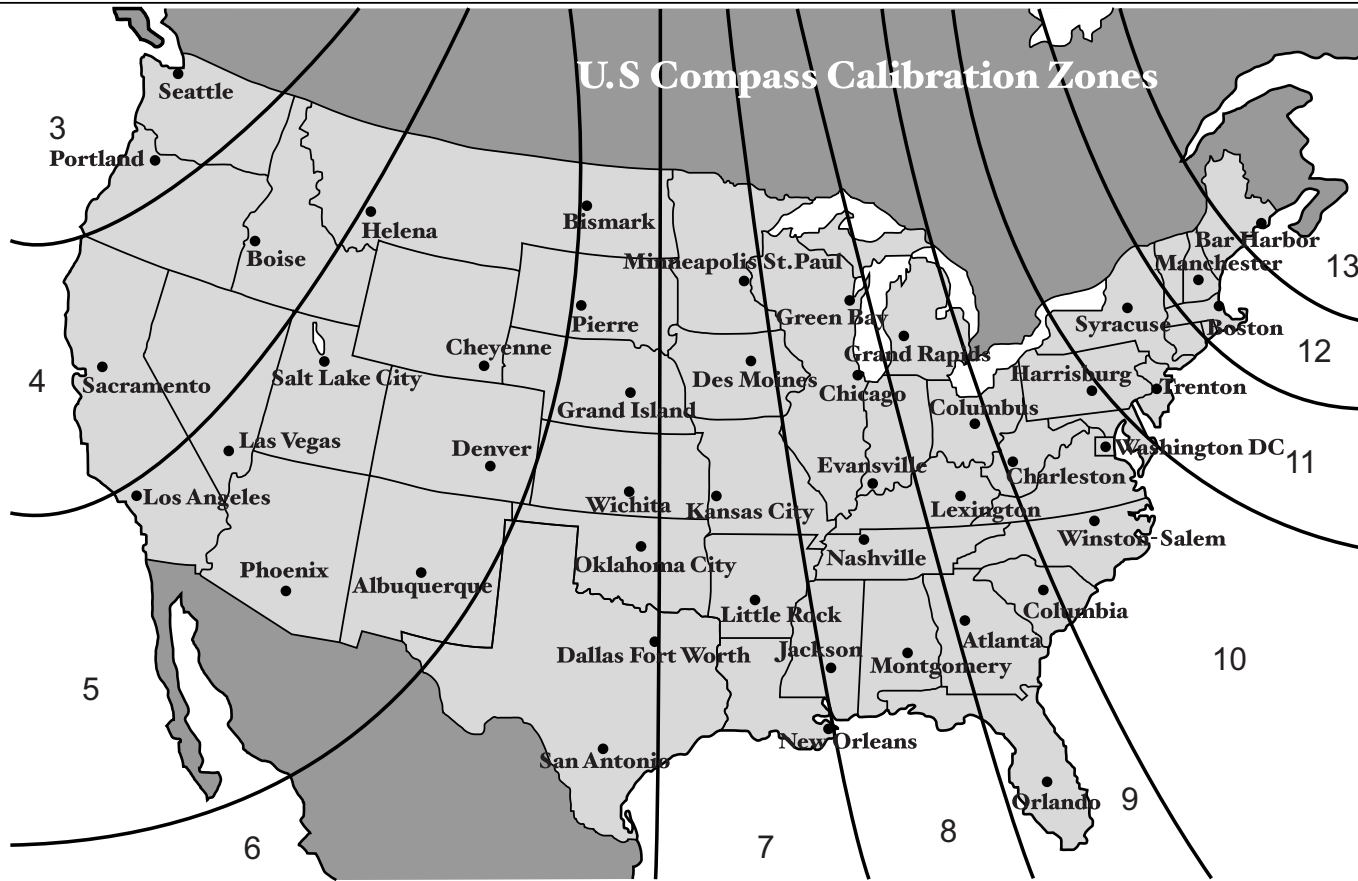 U.S Compass Calibration Zones
Seattle
3
Portland
Helena
Bismark
Bar Harbor
Boise
Minneapolis St.Paul
Manchester
13
Green Bay
Pierre
Syracuse
Boston
Cheyenne
Grand Rapids
12
4
Sacramento
Salt Lake City
Des Moines
Harrisburg
Trenton
Chicago
Grand Island
Columbus
Las Vegas
Denver
Washington DC
11
Evansville
Charleston
Los Angeles
Wichita
Kansas City
Lexington
Winston-Salem
Phoenix
Albuquerque
Oklahoma City
Nashville
Little Rock
Columbia
Atlanta
Dallas Fort Worth
Jackson
Montgomery
10
5
New Orleans
San Antonio
Orlando
9
8
6
7